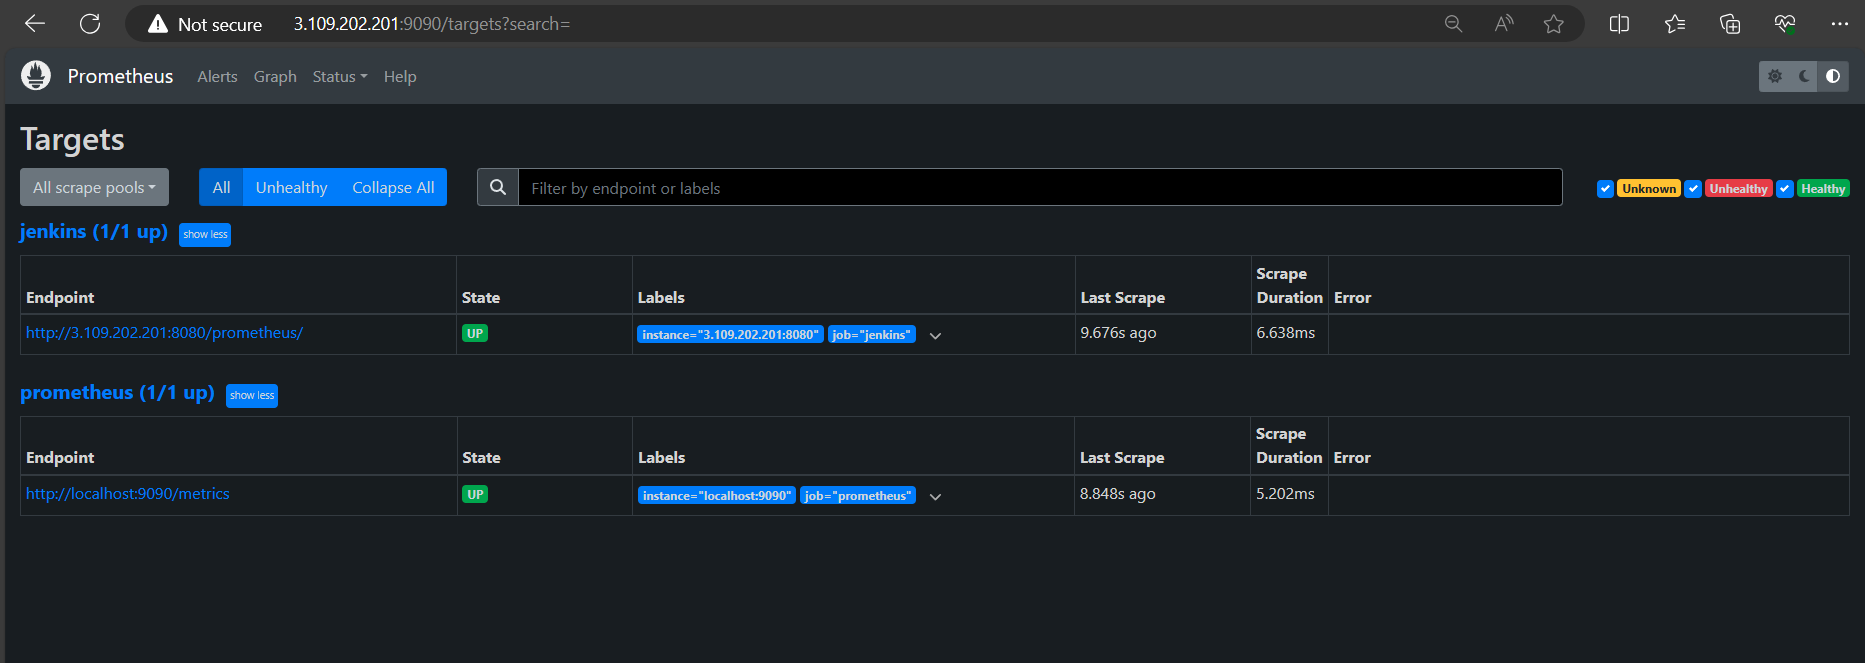 Not secure 3.109.202.201:9090/targets?search=
Prometheus Alerts Graph Status Help
Targets
All scrape pools All Unhealthy Collapse All Filter by endpoint or labels Unknown Unhealthy Healthy
jenkins (1/1 up) show less
Endpoint State Labels Last Scrape Scrape Duration Error
http://3.109.202.201:8080/prometheus/ UP instance="3.109.202.201:8080" job="jenkins" 9.676s ago 6.638ms
prometheus (1/1 up) show less
Endpoint State Labels Last Scrape Scrape Duration Error
http://localhost:9090/metrics UP instance="localhost:9090" job="prometheus" 8.848s ago 5.202ms